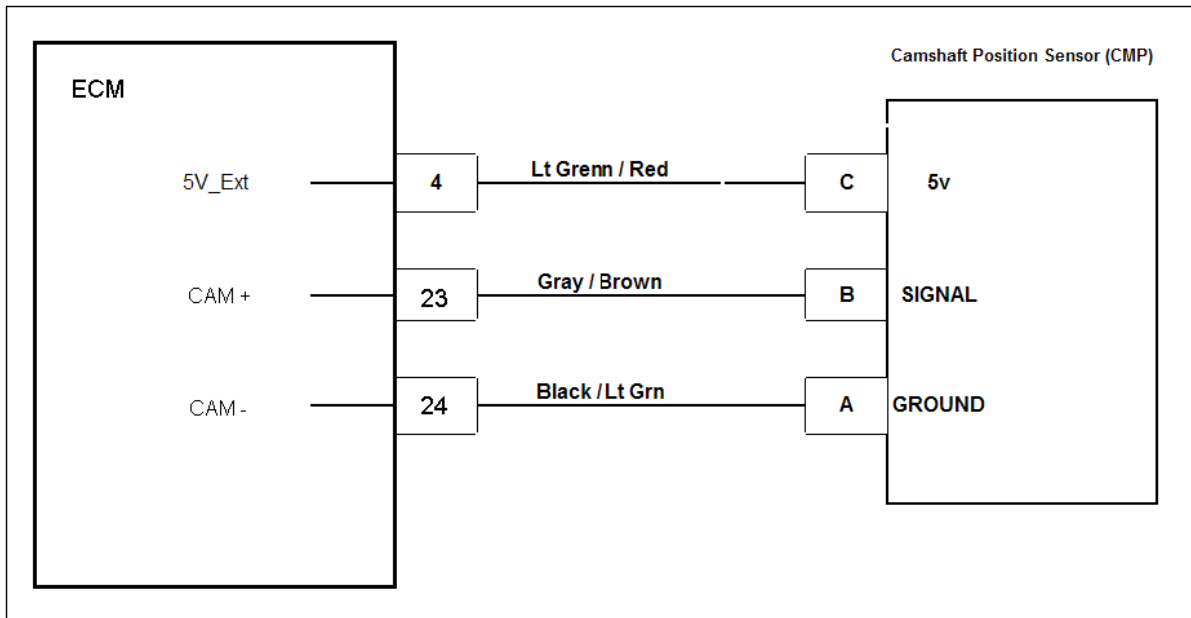 Camshaft Position Sensor (CMP)
ECM
5V_Ext 4 Lt Grenn / Red C 5v
CAM + 23 Gray / Brown B SIGNAL
CAM - 24 Black / Lt Grn A GROUND